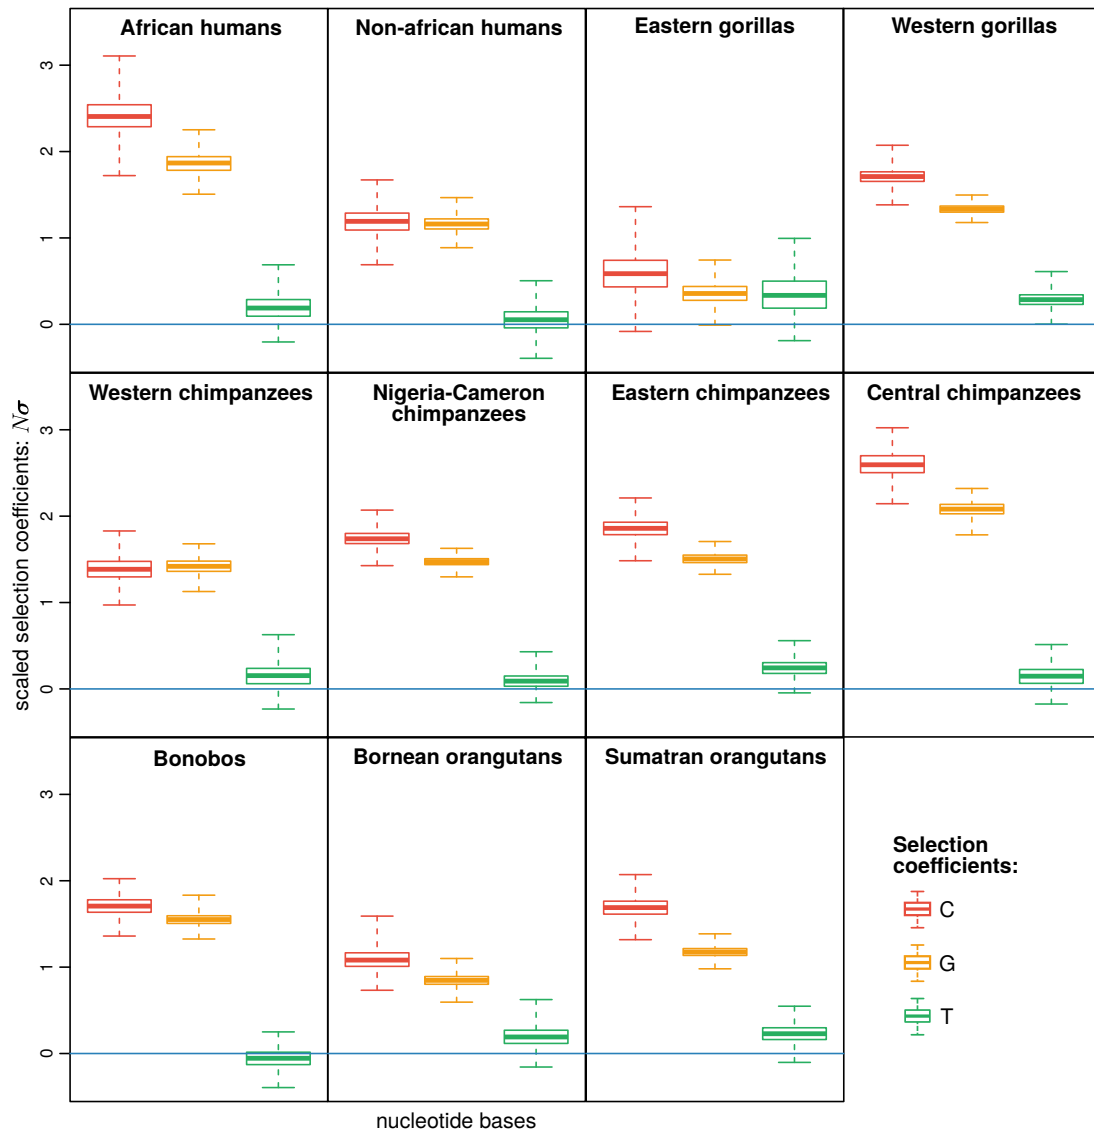 African humans
Non-african humans
Eastern gorillas
Western gorillas
3
2
1
0
Western chimpanzees
Nigeria-Cameron
chimpanzees
Eastern chimpanzees
Central chimpanzees
3
2
1
0
scaled selection coefficients: Nσ
Bonobos
Bornean orangutans
Sumatran orangutans
3
2
1
0
Selection
coefficients:
C
G
T
nucleotide bases